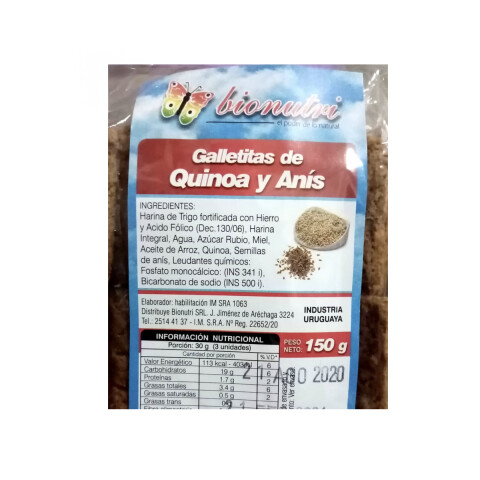 bionutri
el poder de lo natural
Galletitas de
Quinoa y Anís
INGREDIENTES:
Harina de Trigo fortificada con Hierro
y Acido Fólico (Dec.130/06), Harina
Integral, Agua, Azúcar Rubio, Miel,
Aceite de Arroz, Quinoa, Semillas
de anís, Leudantes químicos:
Fosfato monocálcico: (INS 341 i),
Bicarbonato de sodio (INS 500 i).
Elaborador: habilitación IM SRA 1063
Distribuye Bionutri SRL. J. Jiménez de Aréchaga 3224
Tel.: 2514 41 37 - I.M. S.R.A. Nº Reg. 22652/20
INDUSTRIA
URUGUAYA
PESO
NETO: 150 g
INFORMACIÓN NUTRICIONAL
Porción: 30 g (3 unidades)
Cantidad por porción % V.D*
Valor Energético 113 kcal - 6
Carbohidratos 19 g 6
Proteínas 1.7 g 2
Grasas totales 3.4 g 6
Grasas saturadas 0.5 g 2
Grasas trans
2020